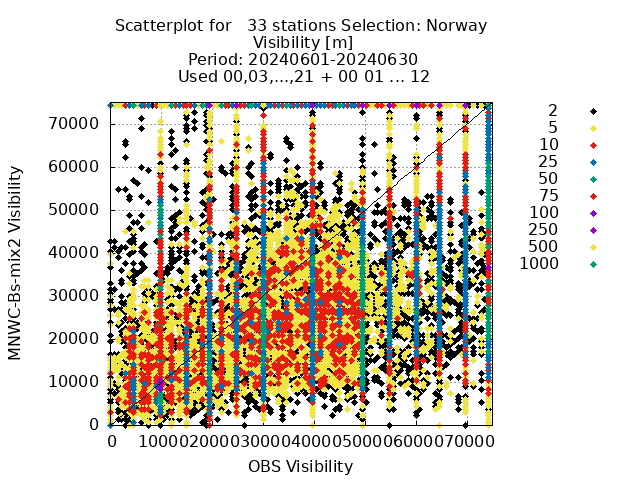 Scatterplot for 33 stations Selection: Norway
Visibility [m]
Period: 20240601-20240630
Used 00,03,...,21 + 00 01 ... 12
MNWC-Bs-mix2 Visibility
70000
60000
50000
40000
30000
20000
10000
0
0 10000 20000 30000 40000 50000 60000 70000
OBS Visibility
2
5
10
25
50
75
100
250
500
1000